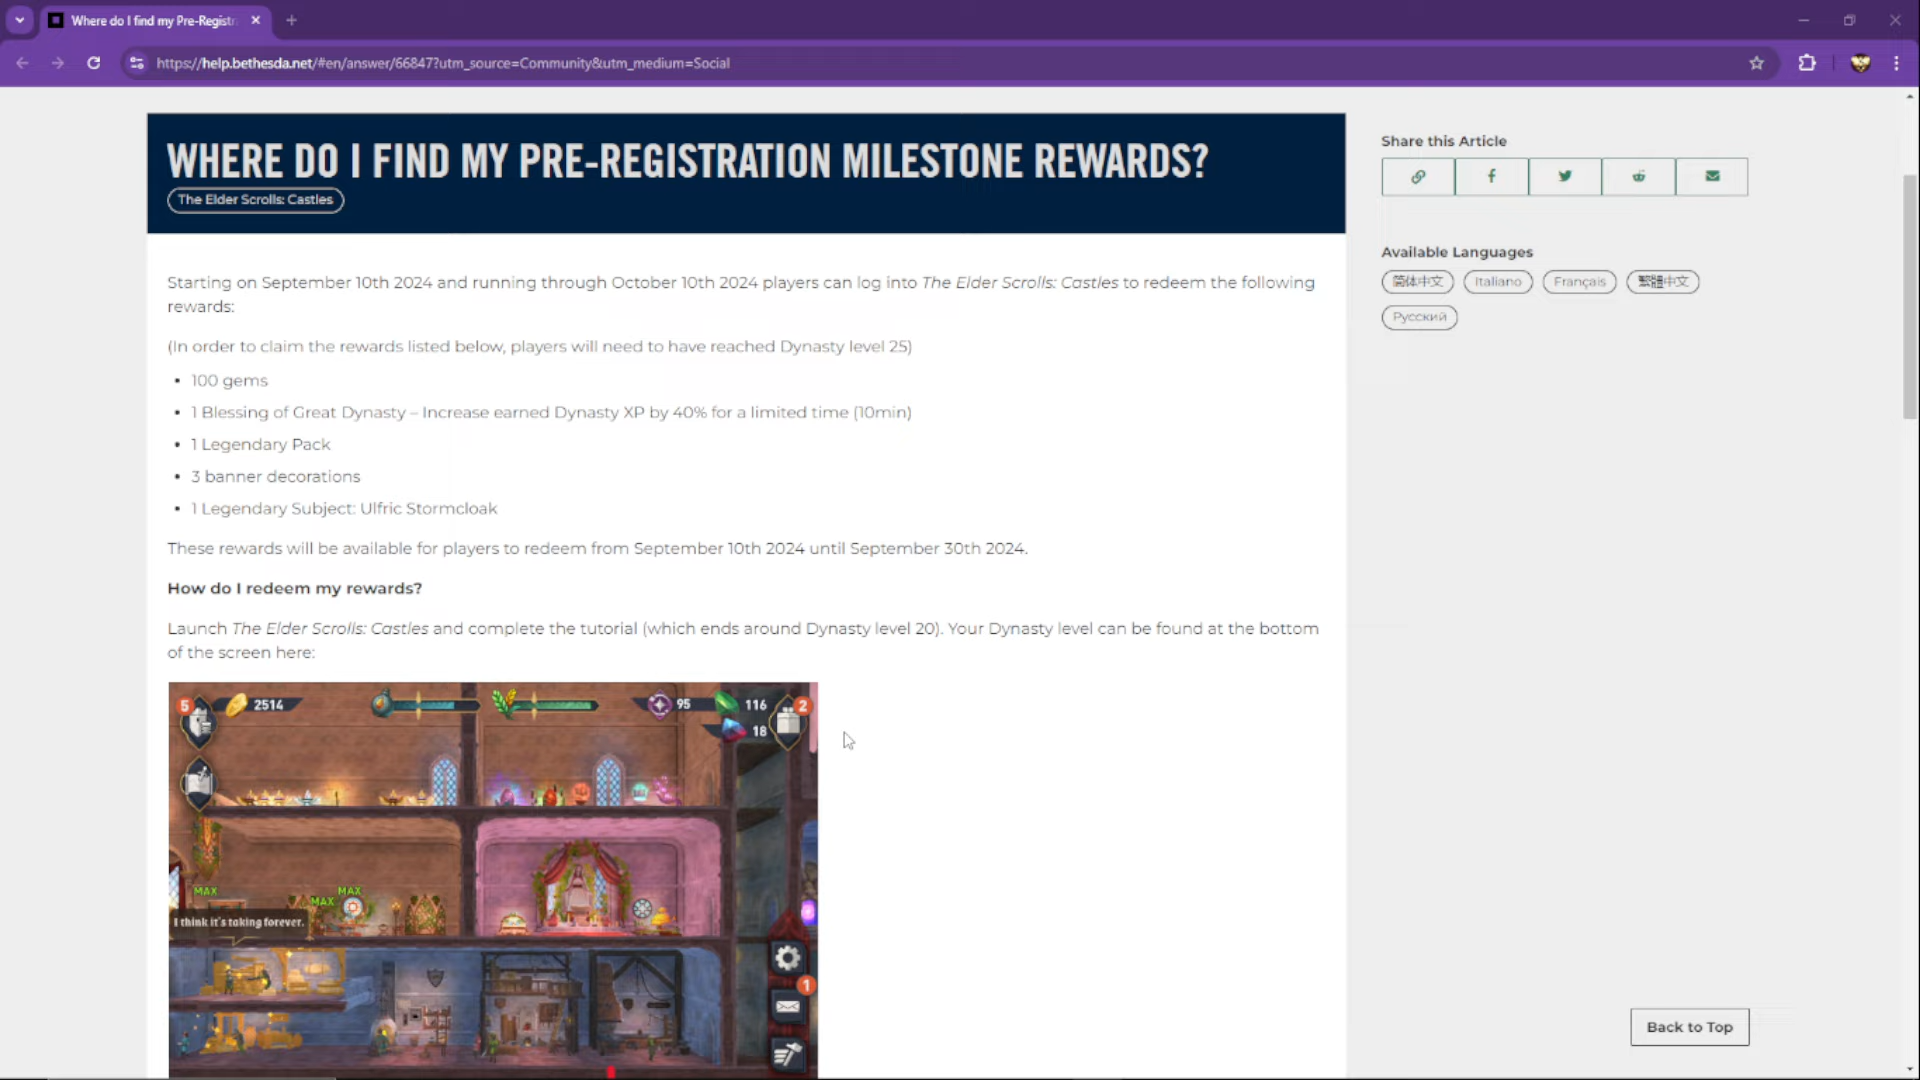 Where do I find my Pre-Registr
https://help.bethesda.net/#en/answer/66847?utm_source=Community&utm_medium=Social
WHERE DO I FIND MY PRE-REGISTRATION MILESTONE REWARDS?
The Elder Scrolls: Castles
Share this Article
Available Languages
简体中文
Italiano
Français
繁體中文
Русский
Starting on September 10th 2024 and running through October 10th 2024 players can log into The Elder Scrolls: Castles to redeem the following
rewards:
(In order to claim the rewards listed below, players will need to have reached Dynasty level 25)
• 100 gems
• 1 Blessing of Great Dynasty – Increase earned Dynasty XP by 40% for a limited time (10min)
• 1 Legendary Pack
• 3 banner decorations
• 1 Legendary Subject: Ulfric Stormcloak
These rewards will be available for players to redeem from September 10th 2024 until September 30th 2024.
How do I redeem my rewards?
Launch The Elder Scrolls: Castles and complete the tutorial (which ends around Dynasty level 20). Your Dynasty level can be found at the bottom
of the screen here:
5
2514
95
116
2
18
MAX
MAX
MAX
I think it's taking forever.
1
Back to Top